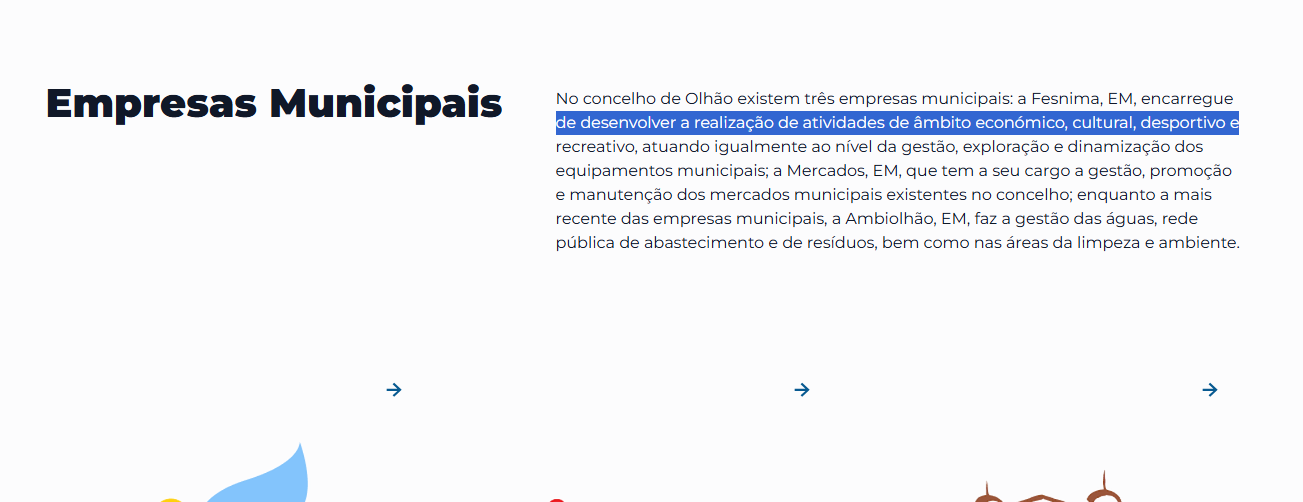 Empresas Municipais
No concelho de Olhão existem três empresas municipais: a Fesnima, EM, encarregue
de desenvolver a realização de atividades de âmbito económico, cultural, desportivo e
recreativo, atuando igualmente ao nível da gestão, exploração e dinamização dos
equipamentos municipais; a Mercados, EM, que tem a seu cargo a gestão, promoção
e manutenção dos mercados municipais existentes no concelho; enquanto a mais
recente das empresas municipais, a Ambiolhão, EM, faz a gestão das águas, rede
pública de abastecimento e de resíduos, bem como nas áreas da limpeza e ambiente.